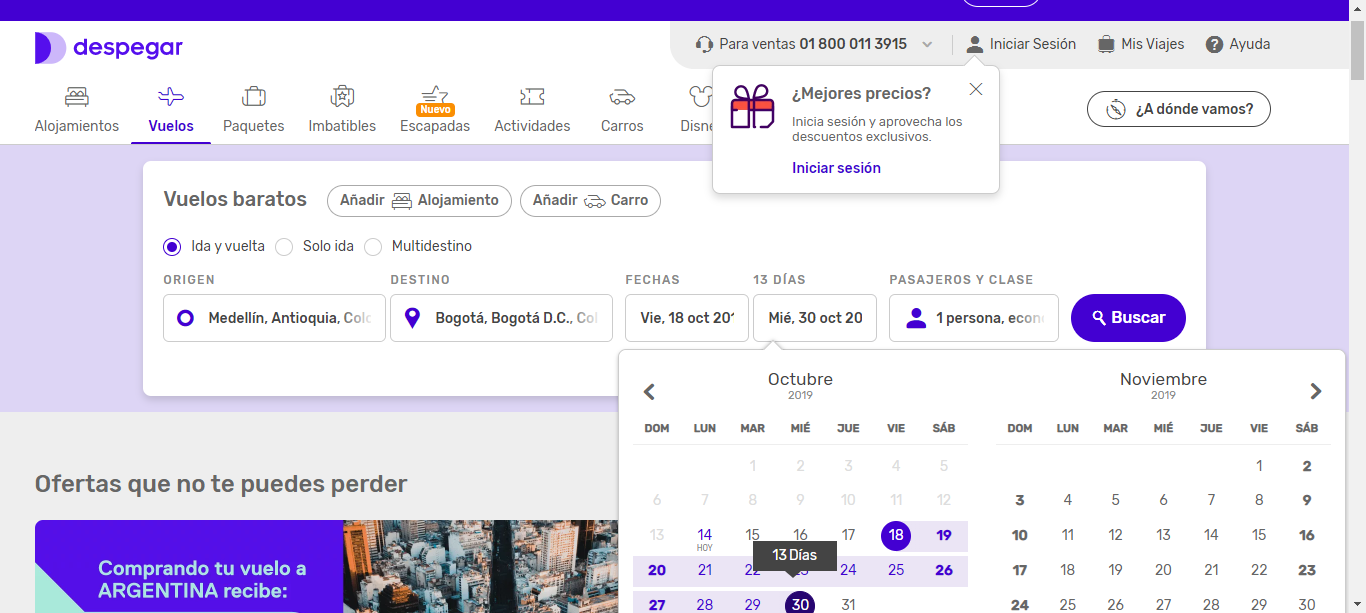 despegar
Para ventas 01 800 011 3915
Iniciar Sesión
Mis Viajes
? Ayuda
Alojamientos
Vuelos
Paquetes
Imbatibles
Nuevo
Escapadas
Actividades
Carros
Disne
¿A dónde vamos?
¿Mejores precios?
Inicia sesión y aprovecha los
descuentos exclusivos.
Iniciar sesión
Vuelos baratos
Añadir Alojamiento
Añadir Carro
Ida y vuelta
Solo ida
Multidestino
ORIGEN
DESTINO
FECHAS
13 DÍAS
PASAJEROS Y CLASE
Medellín, Antioquia, Colo
Bogotá, Bogotá D.C., Col
Vie, 18 oct 201
Mié, 30 oct 20
1 persona, econ
Buscar
Octubre
2019
Noviembre
2019
DOM LUN MAR MIÉ JUE VIE SÁB
DOM LUN MAR MIÉ JUE VIE SÁB
1 2 3 4 5
1 2
6 7 8 9 10 11 12
3 4 5 6 7 8 9
13 14 15 16 17 18 19
10 11 12 13 14 15 16
HOY
13 Días
20 21 22 23 24 25 26
17 18 19 20 21 22 23
27 28 29 30 31
24 25 26 27 28 29 30
Ofertas que no te puedes perder
Comprando tu vuelo a
ARGENTINA recibe: